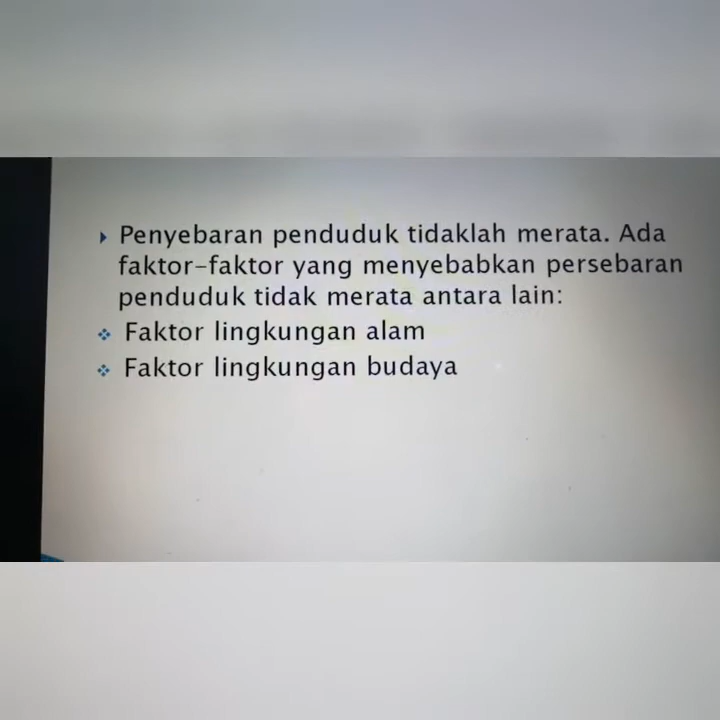 Penyebaran penduduk tidaklah merata. Ada
faktor-faktor yang menyebabkan persebaran
penduduk tidak merata antara lain:
Faktor lingkungan alam
Faktor lingkungan budaya